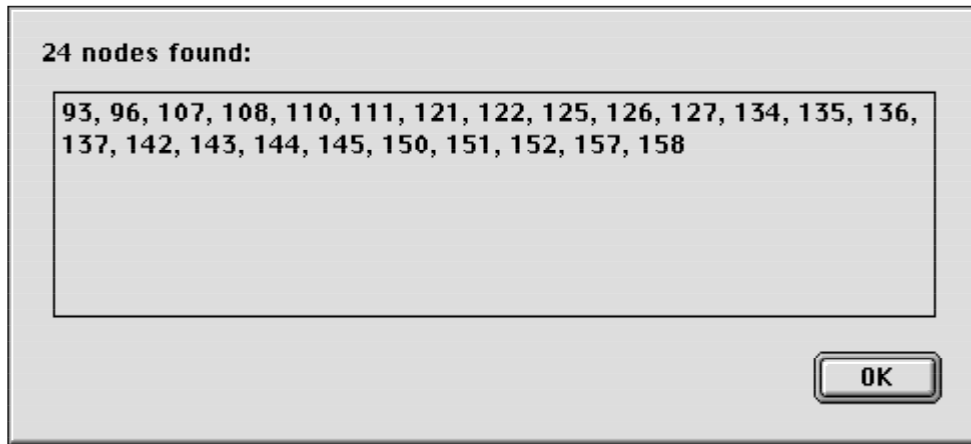 24 nodes found:
93, 96, 107, 108, 110, 111, 121, 122, 125, 126, 127, 134, 135, 136,
137, 142, 143, 144, 145, 150, 151, 152, 157, 158
OK